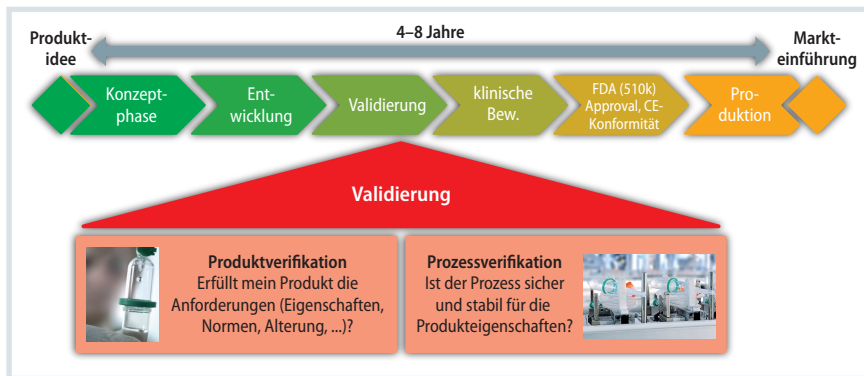 4–8 Jahre
Produkt-
idee
Markt-
einführung
Konzept-
phase
Ent-
wicklung
Validierung
klinische
Bew.
FDA (510k)
Approval, CE-
Konformität
Pro-
duktion
Validierung
Produktverifikation
Erfüllt mein Produkt die
Anforderungen (Eigenschaften,
Normen, Alterung, ...)?
Prozessverifikation
Ist der Prozess sicher
und stabil für die
Produkteigenschaften?